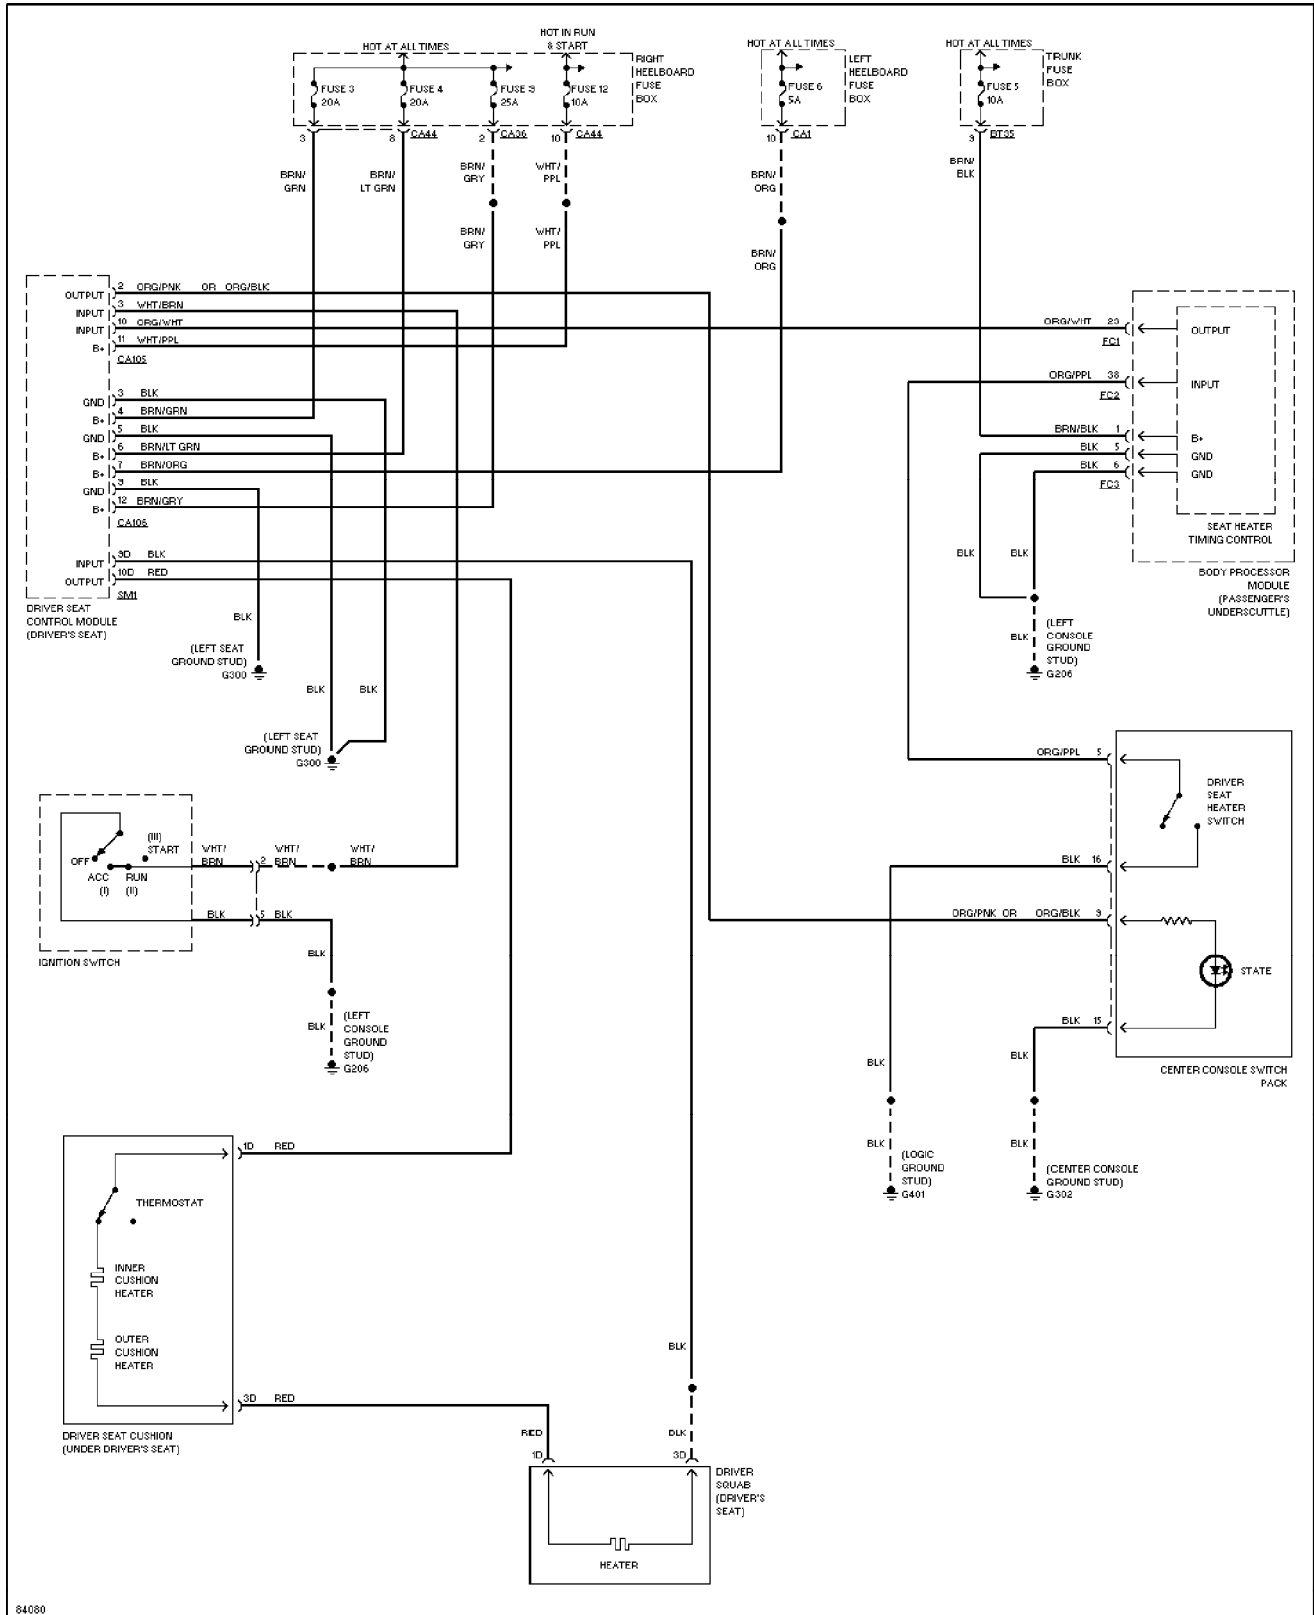 HOT AT ALL TIMES
HOT IN RUN
& START
HOT AT ALL TIMES
HOT AT ALL TIMES
RIGHT
HEELBOARD
FUSE
BOX
LEFT
HEELBOARD
FUSE
BOX
TRUNK
FUSE
BOX
FUSE 3
20A
FUSE 4
20A
FUSE 9
25A
FUSE 12
10A
FUSE 6
5A
FUSE 5
10A
3
8 CA44
2 CA36
10 CA44
10 CA1
9 BT35
BRN/
GRN
BRN/
LT GRN
BRN/
GRY
WHT/
PPL
BRN/
ORG
BRN/
BLK
BRN/
GRY
WHT/
PPL
BRN/
ORG
OUTPUT 2 ORG/PNK OR ORG/BLK
INPUT 3 WHT/BRN
INPUT 10 ORG/WHT
B+ 11 WHT/PPL
CA105
GND 3 BLK
B+ 4 BRN/GRN
GND 5 BLK
B+ 6 BRN/LT GRN
B+ 7 BRN/ORG
GND 9 BLK
B+ 12 BRN/GRY
CA106
INPUT 9D BLK
OUTPUT 10D RED
SM1
DRIVER SEAT
CONTROL MODULE
(DRIVER'S SEAT)
ORG/WHT 23 OUTPUT
FC1
ORG/PPL 38 INPUT
FC2
BRN/BLK 1 B+
BLK 5 GND
BLK 6 GND
FC3
SEAT HEATER
TIMING CONTROL
BODY PROCESSOR
MODULE
(PASSENGER'S
UNDERSCUTTLE)
BLK
BLK
BLK
(LEFT
CONSOLE
GROUND
STUD)
G206
BLK
(LEFT SEAT
GROUND STUD)
G300
BLK
BLK
(LEFT SEAT
GROUND STUD)
G300
ORG/PPL 5
DRIVER
SEAT
HEATER
SWITCH
BLK 16
ORG/PNK OR ORG/BLK 9
STATE
BLK 15
CENTER CONSOLE SWITCH
PACK
OFF
(III)
START
ACC
(I)
RUN
(II)
WHT/
BRN
2
WHT/
BRN
WHT/
BRN
BLK 5 BLK
IGNITION SWITCH
BLK
BLK
(LEFT
CONSOLE
GROUND
STUD)
G206
BLK
BLK
(LOGIC
GROUND
STUD)
G401
BLK
BLK
(CENTER CONSOLE
GROUND STUD)
G302
1D RED
THERMOSTAT
INNER
CUSHION
HEATER
OUTER
CUSHION
HEATER
3D RED
DRIVER SEAT CUSHION
(UNDER DRIVER'S SEAT)
BLK
RED
1D
BLK
3D
DRIVER
SQUAB
(DRIVER'S
SEAT)
HEATER
84080